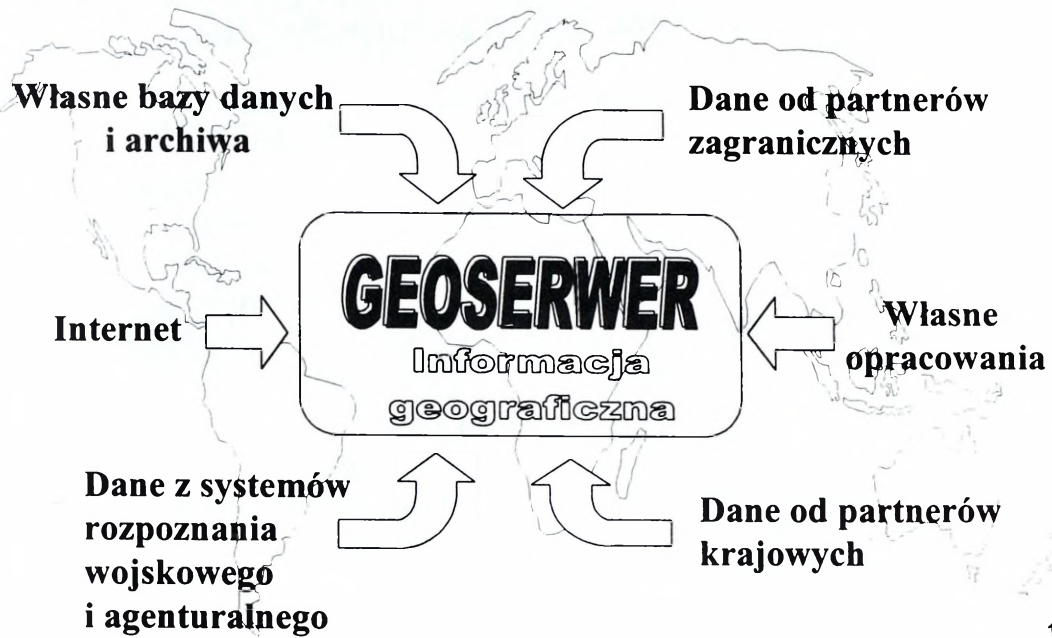 Własne bazy danych
i archiwa
Dane od partnerów
zagranicznych
GEOSERWER
Informacja
geograficzna
Internet
Własne
opracowania
Dane z systemów
rozpoznania
wojskowego
i agenturalnego
Dane od partnerów
krajowych